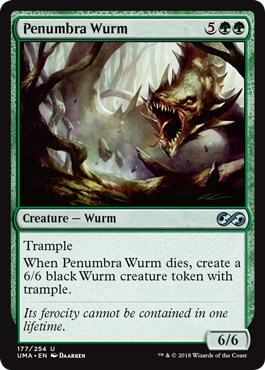 Penumbra Wurm 5
Creature — Wurm
Trample
When Penumbra Wurm dies, create a
6/6 black Wurm creature token with
trample.
Its ferocity cannot be contained in one
lifetime.
6/6
177/254 U
UMA • EN Daarken
™ & © 2018 Wizards of the Coast